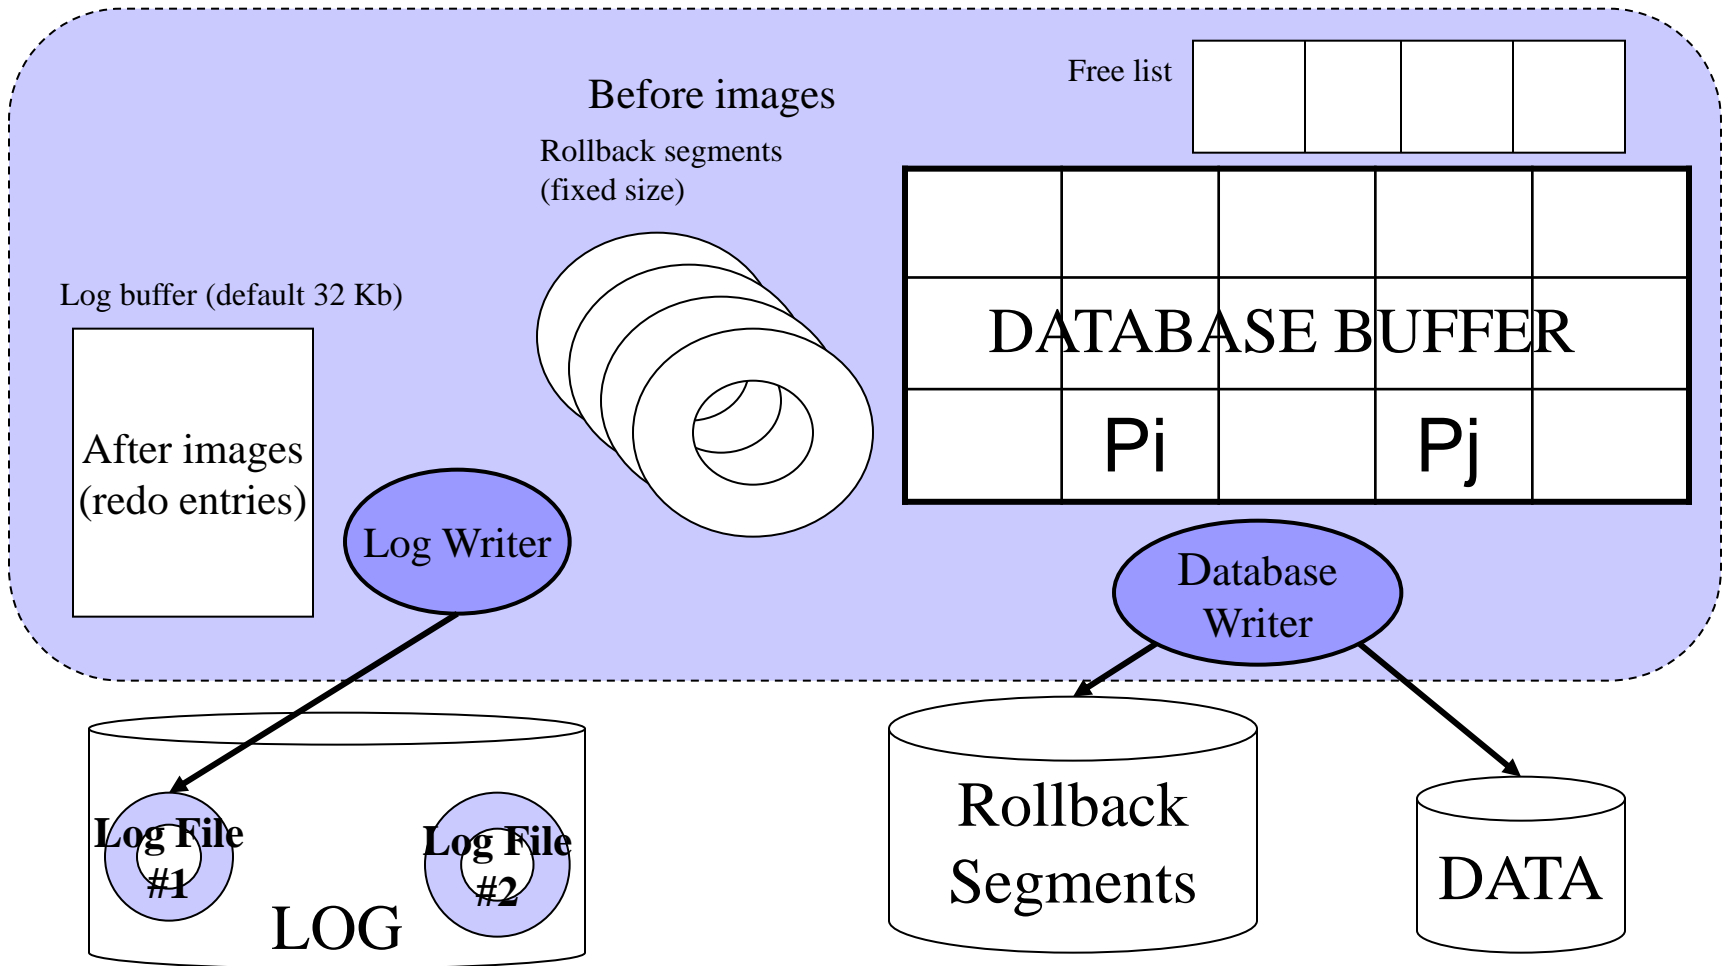 Free list
Before images
Rollback segments
(fixed size)
Log buffer (default 32 Kb)
DATABASE BUFFER
After images
(redo entries)
Pi
Pj
Log Writer
Database
Writer
Log File
#1
Log File
#2
LOG
Rollback
Segments
DATA